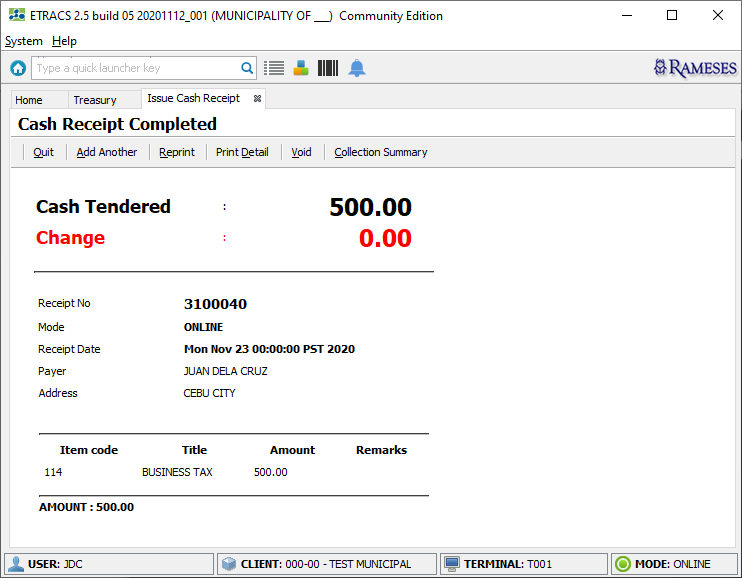 ETRACS 2.5 build 05 20201112_001 (MUNICIPALITY OF ___) Community Edition
System Help
Type a quick launcher key RAMESES
Home Treasury Issue Cash Receipt
Cash Receipt Completed
Quit Add Another Reprint Print Detail Void Collection Summary
Cash Tendered : 500.00
Change : 0.00
Receipt No 3100040
Mode ONLINE
Receipt Date Mon Nov 23 00:00:00 PST 2020
Payer JUAN DELA CRUZ
Address CEBU CITY
Item code Title Amount Remarks
114 BUSINESS TAX 500.00
AMOUNT : 500.00
USER: JDC CLIENT: 000-00 - TEST MUNICIPAL TERMINAL: T001 MODE: ONLINE